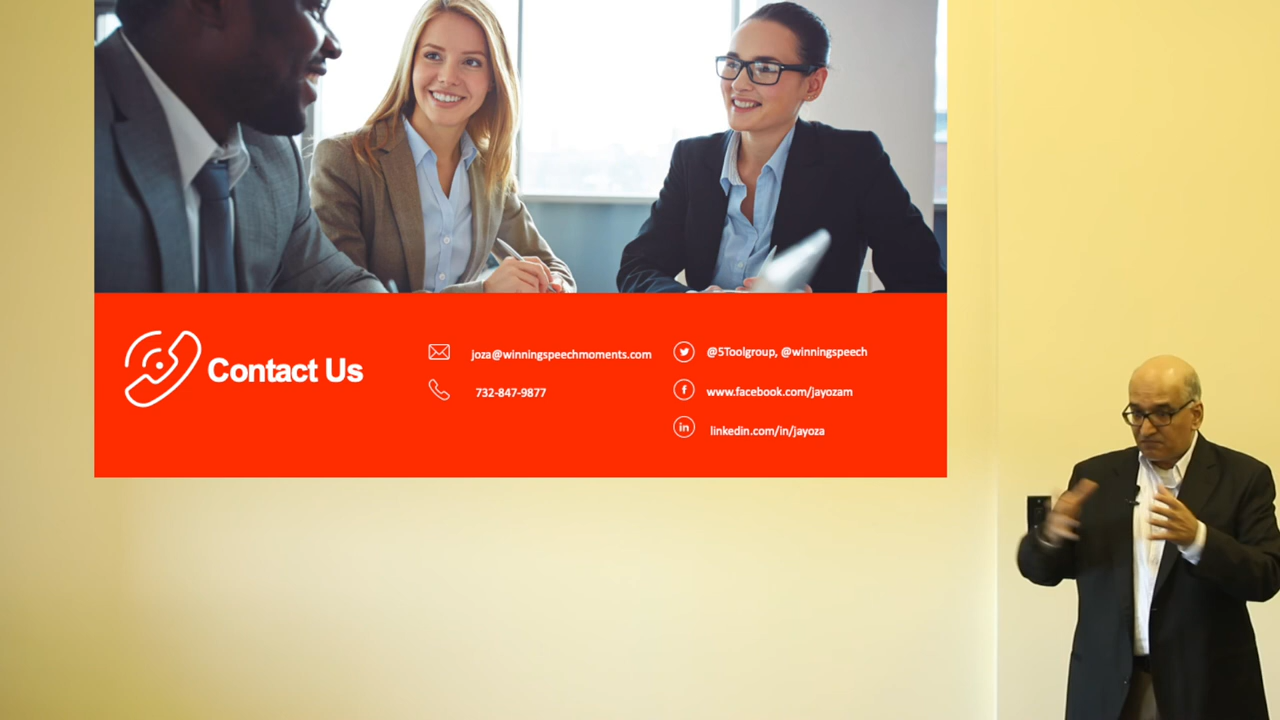 Contact Us
joza@winningspeechmoments.com
732-847-9877
@5Toolgroup, @winningspeech
www.facebook.com/jayozam
linkedin.com/in/jayoza